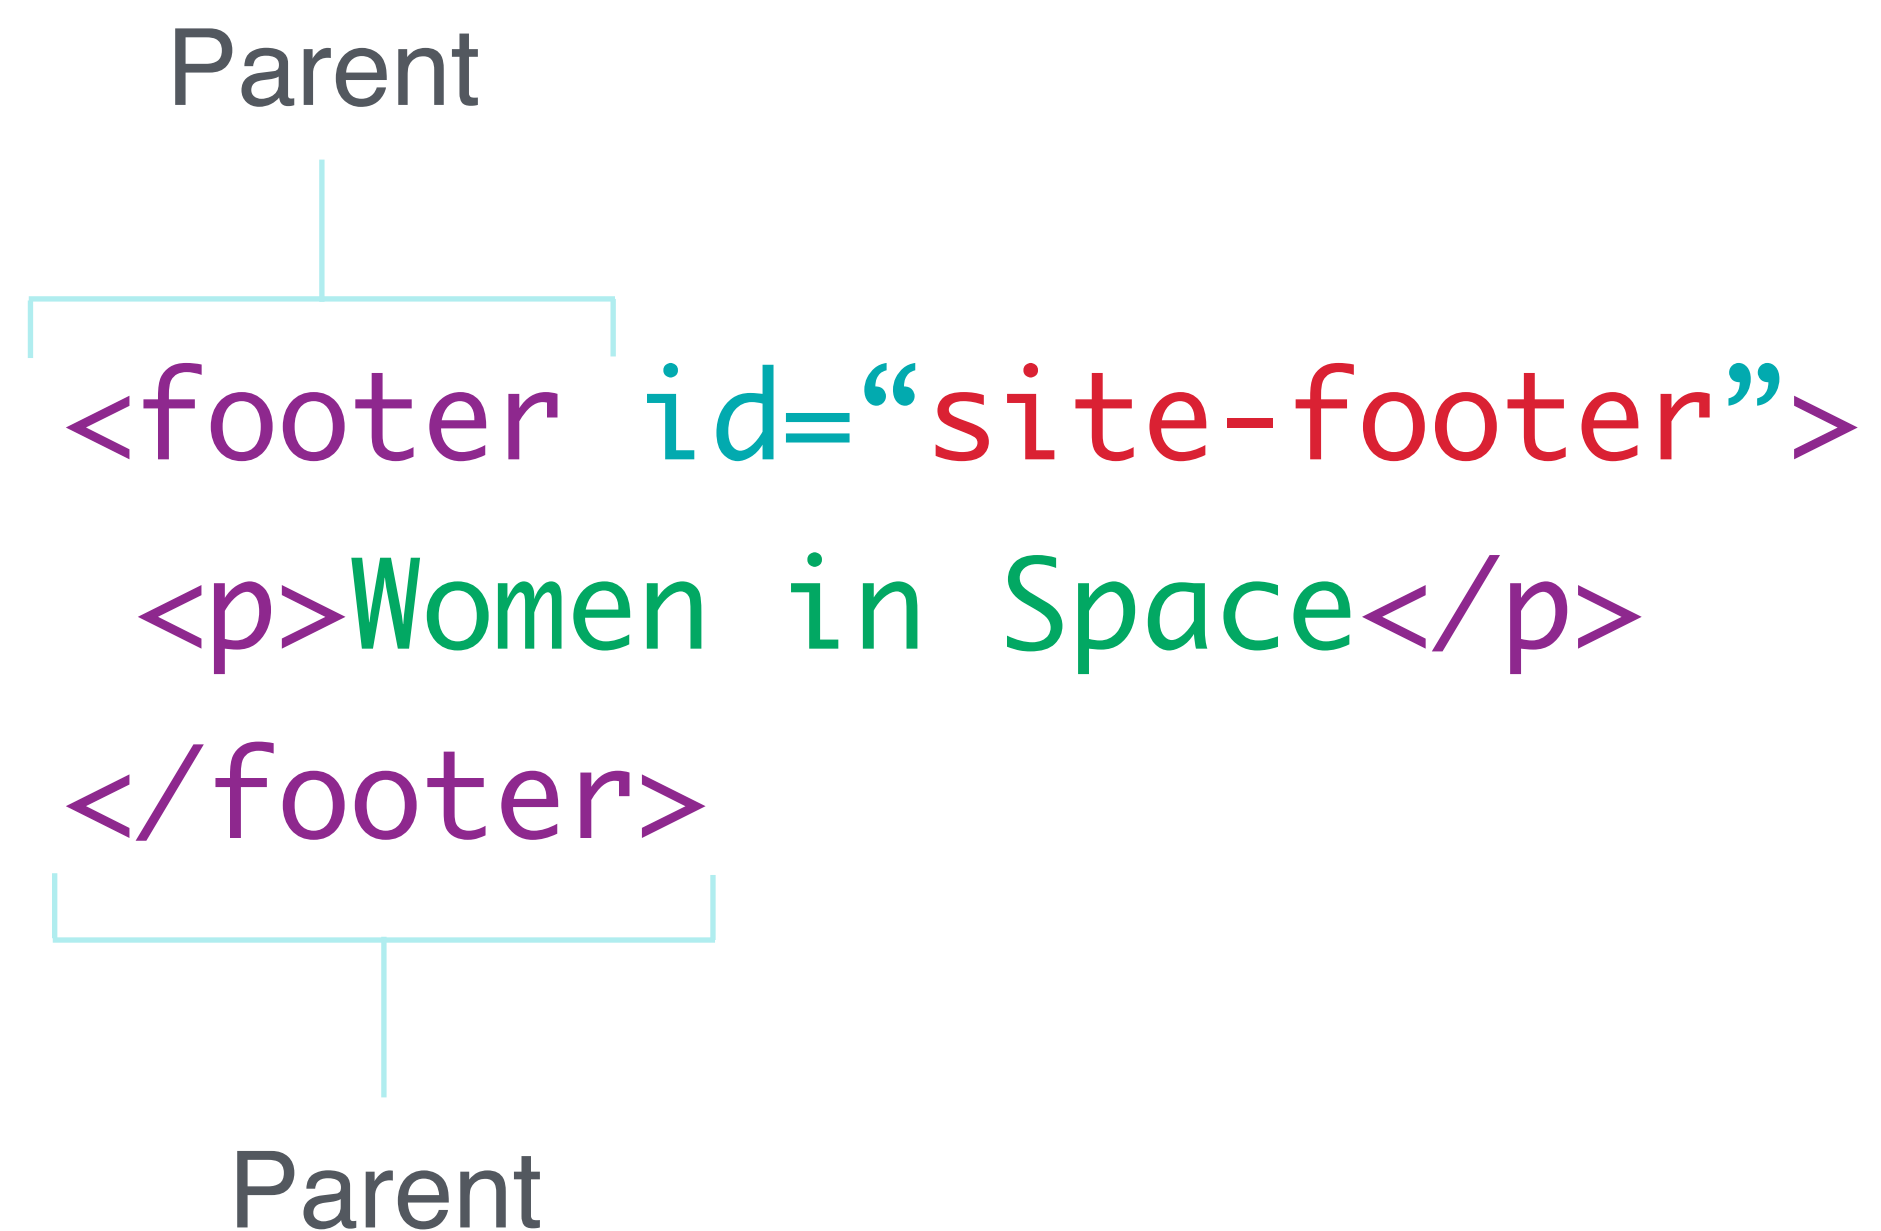 Parent
<footer id=“site-footer”>
<p>Women in Space</p>
</footer>
Parent